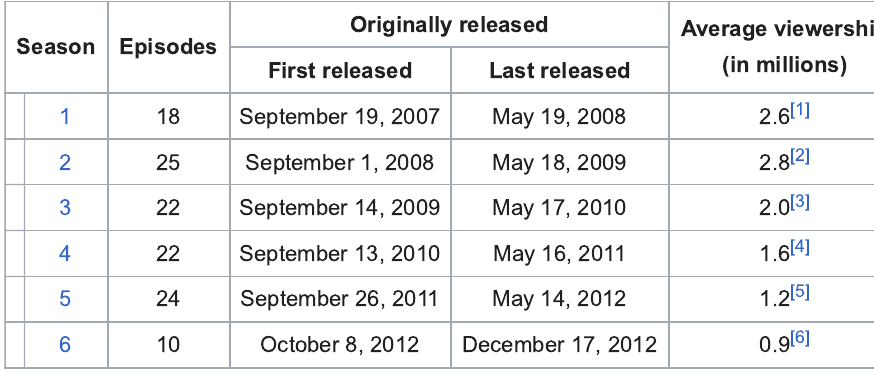 Season Episodes Originally released Average viewershi
First released Last released (in millions)
1 18 September 19, 2007 May 19, 2008 2.6[1]
2 25 September 1, 2008 May 18, 2009 2.8[2]
3 22 September 14, 2009 May 17, 2010 2.0[3]
4 22 September 13, 2010 May 16, 2011 1.6[4]
5 24 September 26, 2011 May 14, 2012 1.2[5]
6 10 October 8, 2012 December 17, 2012 0.9[6]